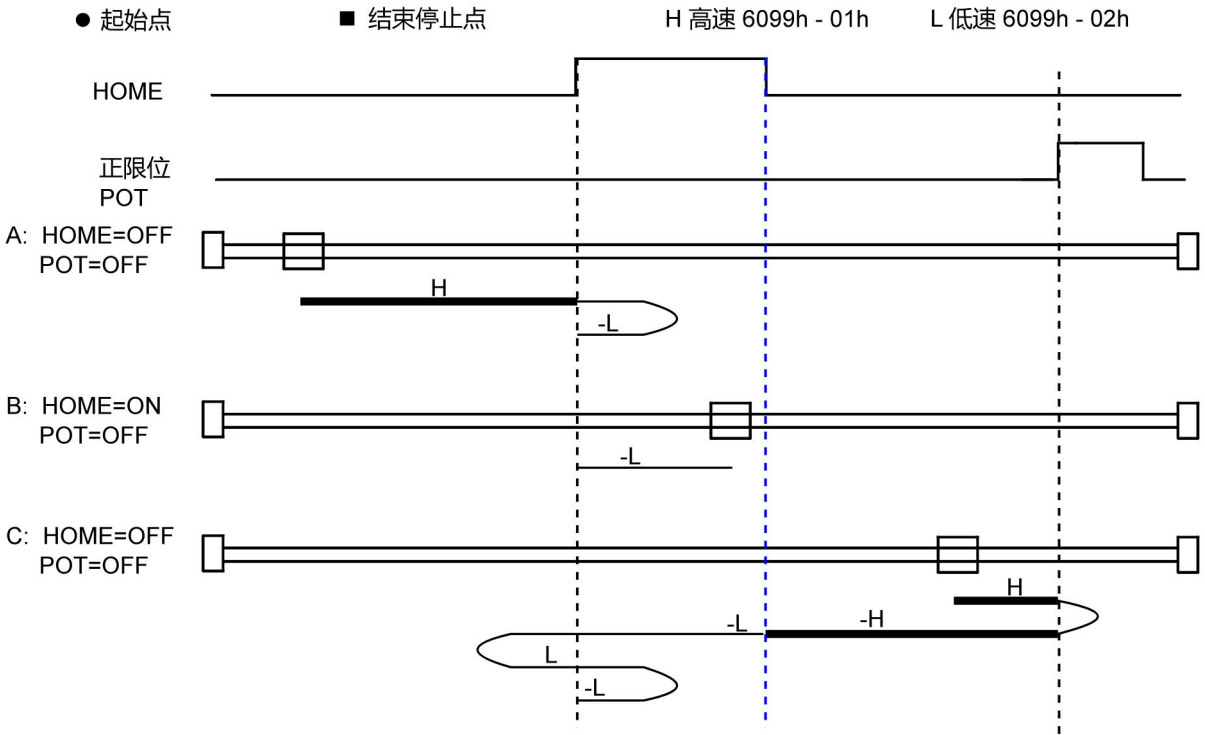 ● 起始点 ■ 结束停止点 H 高速 6099h - 01h L 低速 6099h - 02h
HOME
正限位
POT
A: HOME=OFF
POT=OFF
H
-L
B: HOME=ON
POT=OFF
-L
C: HOME=OFF
POT=OFF
H
-L -H
L
-L